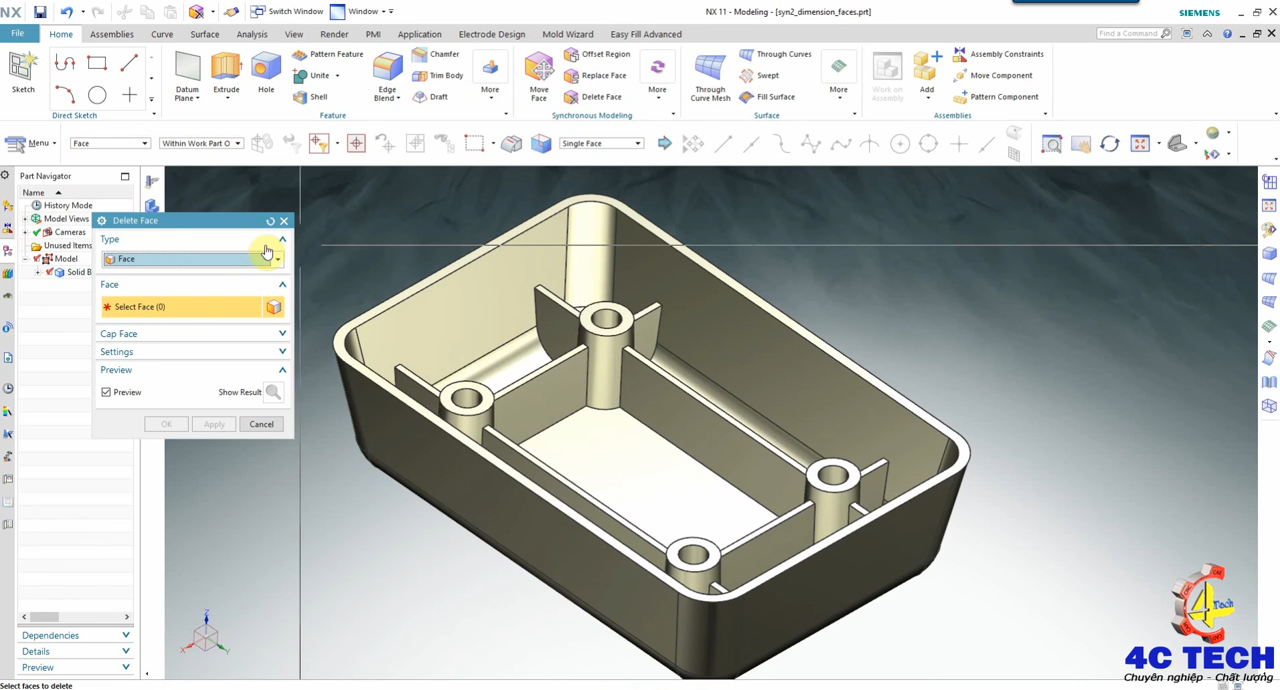 NX
Switch Window
Window
NX 11 - Modeling - [syn2_dimension_faces.prt]
SIEMENS
File
Home
Assemblies
Curve
Surface
Analysis
View
Render
PMI
Application
Electrode Design
Mold Wizard
Easy Fill Advanced
Find a Command
Sketch
Direct Sketch
Datum
Plane
Extrude
Hole
Pattern Feature
Unite
Shell
Edge
Blend
Chamfer
Trim Body
Draft
More
Feature
Move
Face
Offset Region
Replace Face
Delete Face
More
Synchronous Modeling
Through
Curve Mesh
Through Curves
Swept
Fill Surface
More
Surface
Work on
Assembly
Add
Assembly Constraints
Move Component
Pattern Component
Assemblies
Menu
Face
Within Work Part O
Single Face
Part Navigator
Name
History Mode
Model Views
Cameras
Unused Items
Model
Solid B
Delete Face
Type
Face
Face
* Select Face (0)
Cap Face
Settings
Preview
Preview
Show Result
OK
Apply
Cancel
Z
X
Y
Dependencies
Details
Preview
Select faces to delete
4
Tech
4C TECH
Chuyên nghiệp - Chất lượng